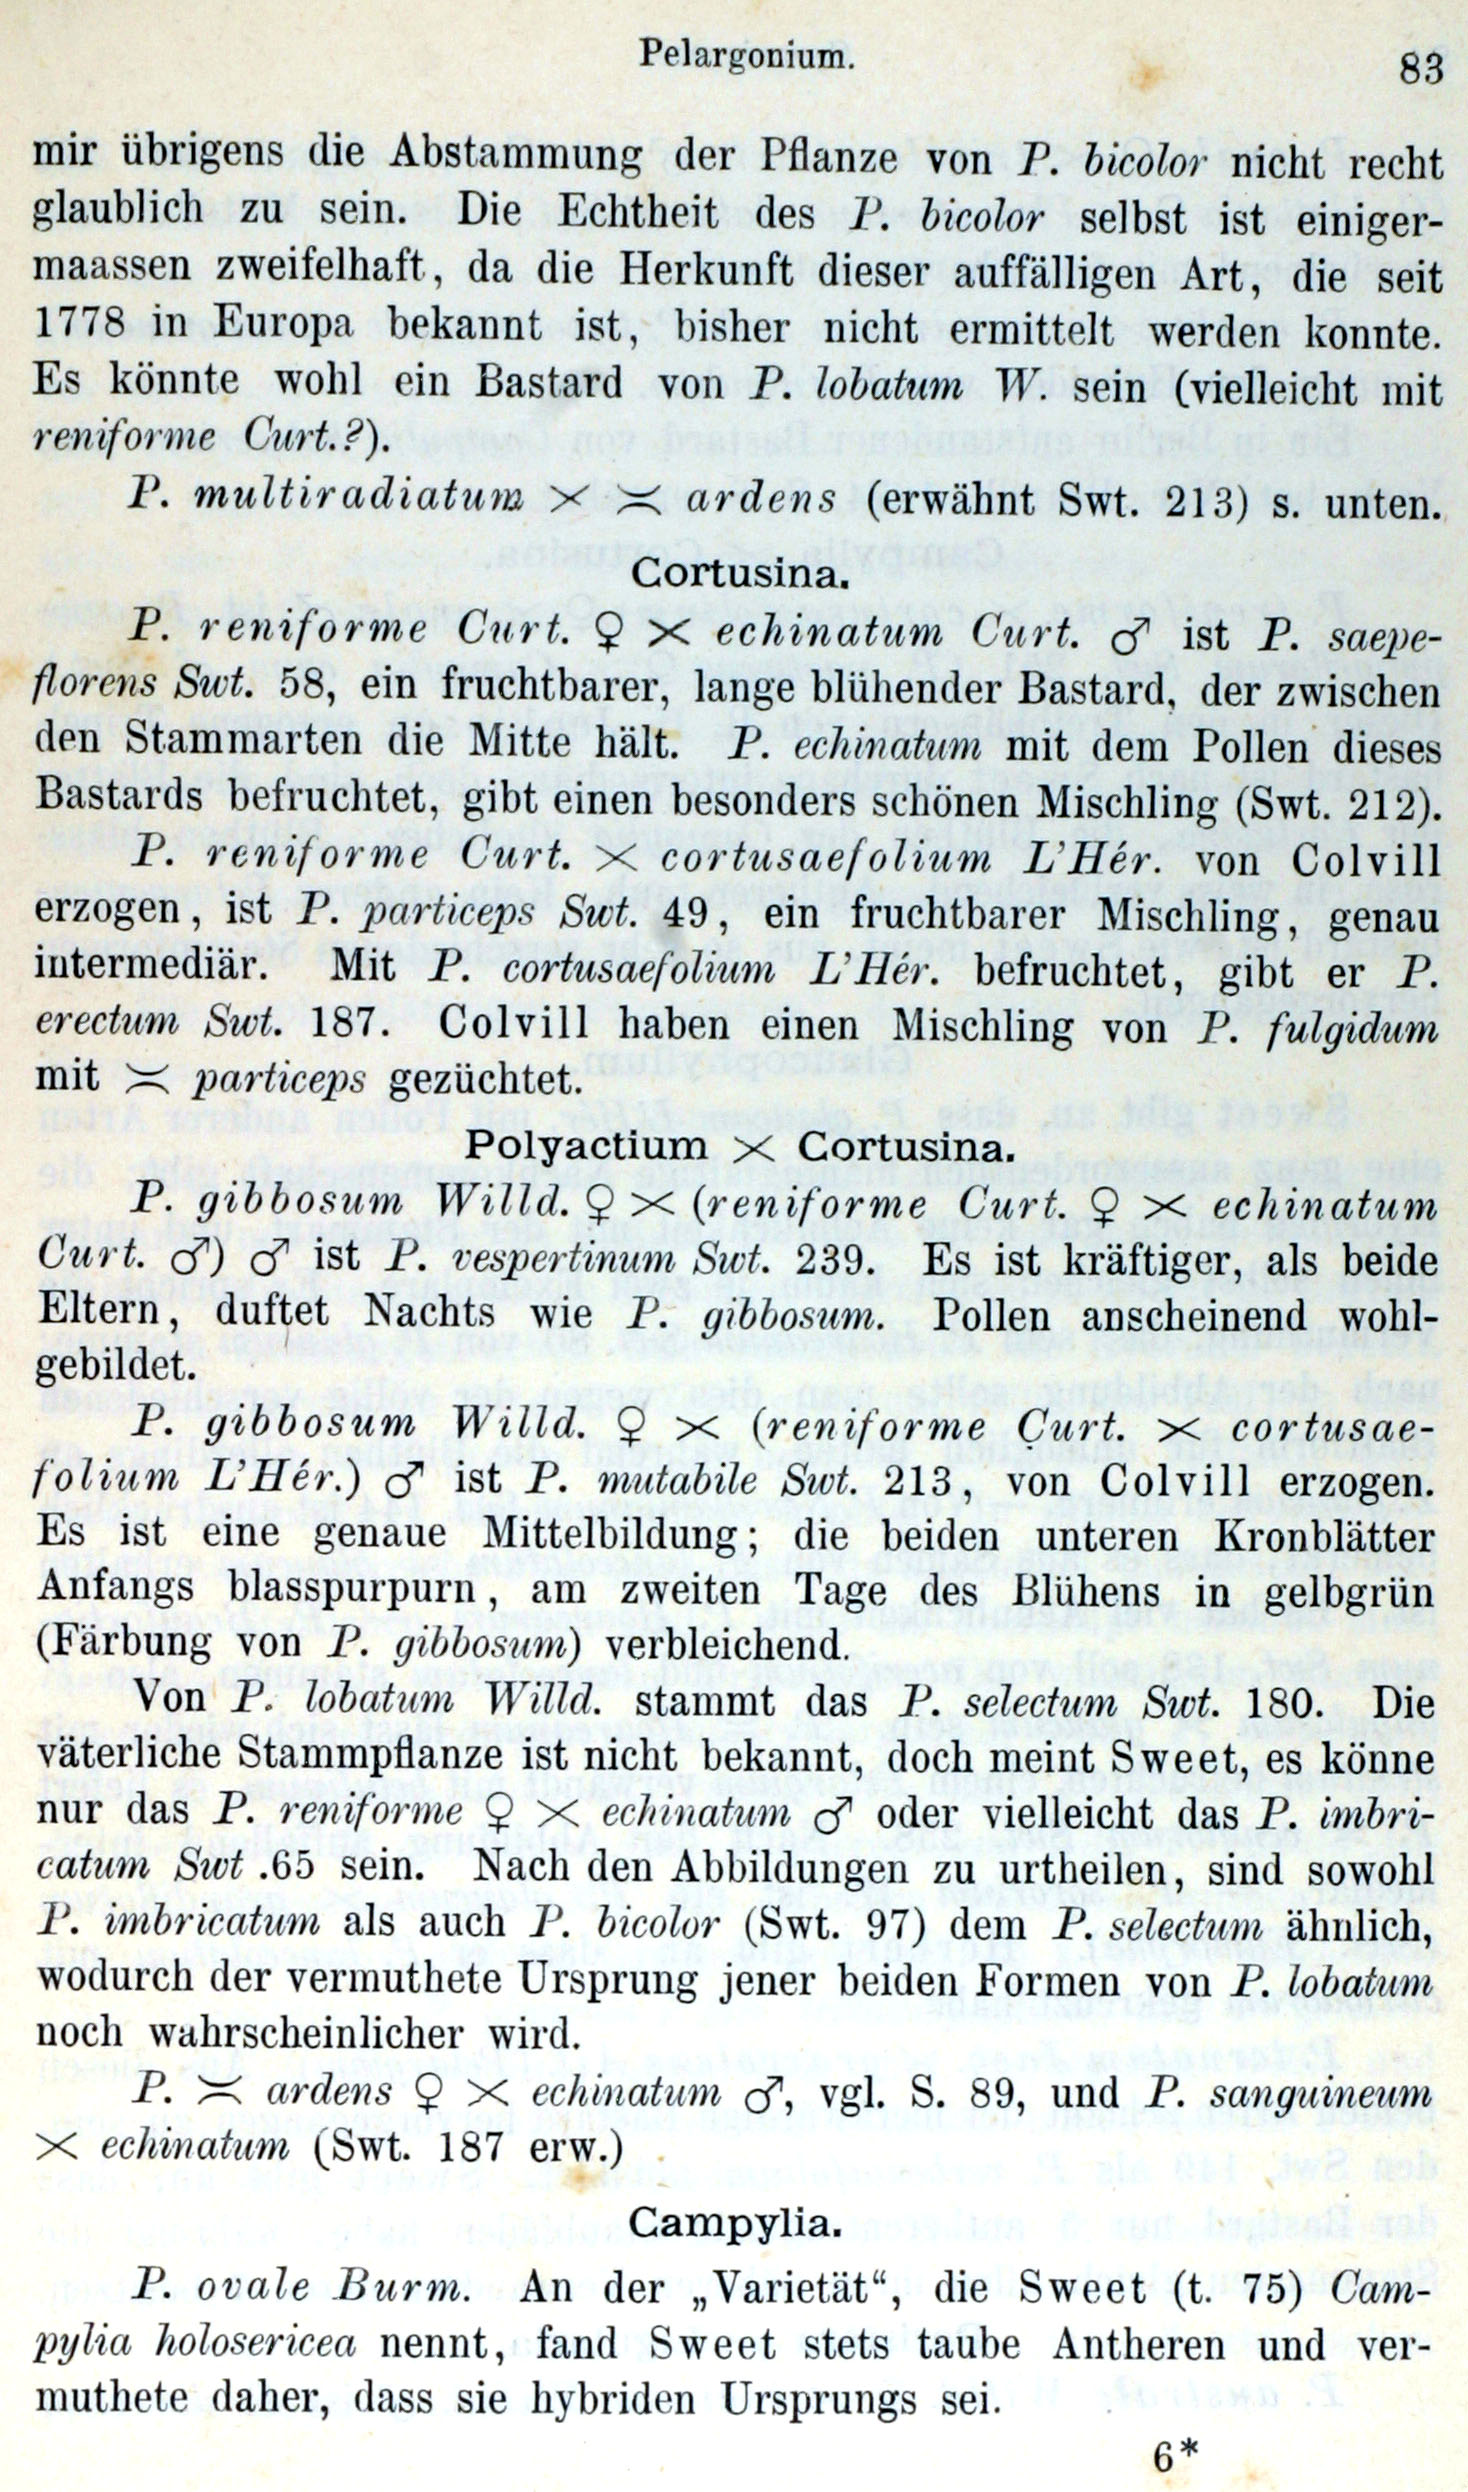 Pelargonium.
83
mir übrigens die Abstammung der Pflanze von P. bicolor nicht recht
glaublich zu sein. Die Echtheit des P. bicolor selbst ist einiger-
maassen zweifelhaft, da die Herkunft dieser auffälligen Art, die seit
1778 in Europa bekannt ist, bisher nicht ermittelt werden konnte.
Es könnte wohl ein Bastard von P. lobatum W. sein (vielleicht mit
reniforme Curt.?).
P. multiradiatum × ≍ ardens (erwähnt Swt. 213) s. unten.
Cortusina.
P. reniforme Curt. ♀ × echinatum Curt. ♂ ist P. saepe-
florens Swt. 58, ein fruchtbarer, lange blühender Bastard, der zwischen
den Stammarten die Mitte hält. P. echinatum mit dem Pollen dieses
Bastards befruchtet, gibt einen besonders schönen Mischling (Swt. 212).
P. reniforme Curt. × cortusaefolium L'Hér. von Colvill
erzogen, ist P. particeps Swt. 49, ein fruchtbarer Mischling, genau
intermediär. Mit P. cortusaefolium L'Hér. befruchtet, gibt er P.
erectum Swt. 187. Colvill haben einen Mischling von P. fulgidum
mit ≍ particeps gezüchtet.
Polyactium × Cortusina.
P. gibbosum Willd. ♀ × (reniforme Curt. ♀ × echinatum
Curt. ♂) ♂ ist P. vespertinum Swt. 239. Es ist kräftiger, als beide
Eltern, duftet Nachts wie P. gibbosum. Pollen anscheinend wohl-
gebildet.
P. gibbosum Willd. ♀ × (reniforme Curt. × cortusae-
folium L'Hér.) ♂ ist P. mutabile Swt. 213, von Colvill erzogen.
Es ist eine genaue Mittelbildung; die beiden unteren Kronblätter
Anfangs blasspurpurn, am zweiten Tage des Blühens in gelbgrün
(Färbung von P. gibbosum) verbleichend.
Von P. lobatum Willd. stammt das P. selectum Swt. 180. Die
väterliche Stammpflanze ist nicht bekannt, doch meint Sweet, es könne
nur das P. reniforme ♀ × echinatum ♂ oder vielleicht das P. imbri-
catum Swt .65 sein. Nach den Abbildungen zu urtheilen, sind sowohl
P. imbricatum als auch P. bicolor (Swt. 97) dem P. selectum ähnlich,
wodurch der vermuthete Ursprung jener beiden Formen von P. lobatum
noch wahrscheinlicher wird.
P. ≍ ardens ♀ × echinatum ♂, vgl. S. 89, und P. sanguineum
× echinatum (Swt. 187 erw.)
Campylia.
P. ovale Burm. An der „Varietät“, die Sweet (t. 75) Cam-
pylia holosericea nennt, fand Sweet stets taube Antheren und ver-
muthete daher, dass sie hybriden Ursprungs sei.
6*